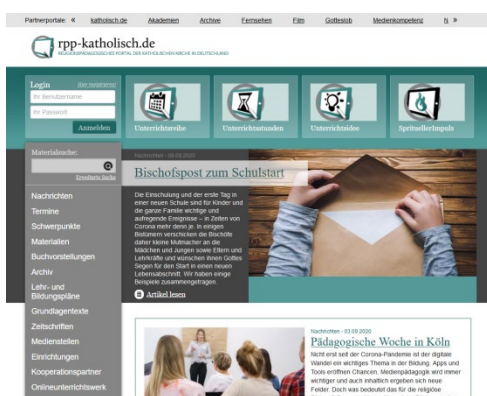 Partnerportale: « katholisch.de Akademien Archive Fernsehen Film Gotteslob Medienkompetenz »
rpp-katholisch.de
RELIGIONSPÄDAGOGISCHES PORTAL DER KATHOLISCHEN KIRCHE IN DEUTSCHLAND
Login Hier registrieren
Ihr Benutzername
Ihr Passwort
Anmelden
Unterrichtsreihe
Unterrichtsstunden
Unterrichtsidee
SpirituellerImpuls
Materialsuche:
Erweiterte Suche
Nachrichten
Termine
Schwerpunkte
Materialien
Buchvorstellungen
Archiv
Lehr- und
Bildungspläne
Grundlagentexte
Zeitschriften
Medienstellen
Einrichtungen
Kooperationspartner
Onlineunterrichtswerk
Nachrichten - 09.09.2020
Bischofspost zum Schulstart
Die Einschulung und der erste Tag in
einer neuen Schule sind für Kinder und
die ganze Familie wichtige und
aufregende Ereignisse – in Zeiten von
Corona mehr denn je. In einigen
Bistümern verschicken die Bischöfe
daher kleine Mutmacher an die
Mädchen und Jungen sowie Eltern und
Lehrkräfte und wünschen ihnen Gottes
Segen für den Start in einen neuen
Lebensabschnitt. Wir haben einige
Beispiele zusammengetragen.
Artikel lesen
Nachrichten - 03.09.2020
Pädagogische Woche in Köln
Nicht erst seit der Corona-Pandemie ist der digitale
Wandel ein wichtiges Thema in der Bildung. Apps und
Tools eröffnen Chancen, Medienpädagogik wird immer
wichtiger und auch inhaltlich ergeben sich neue
Felder. Doch was bedeutet das für die religiöse